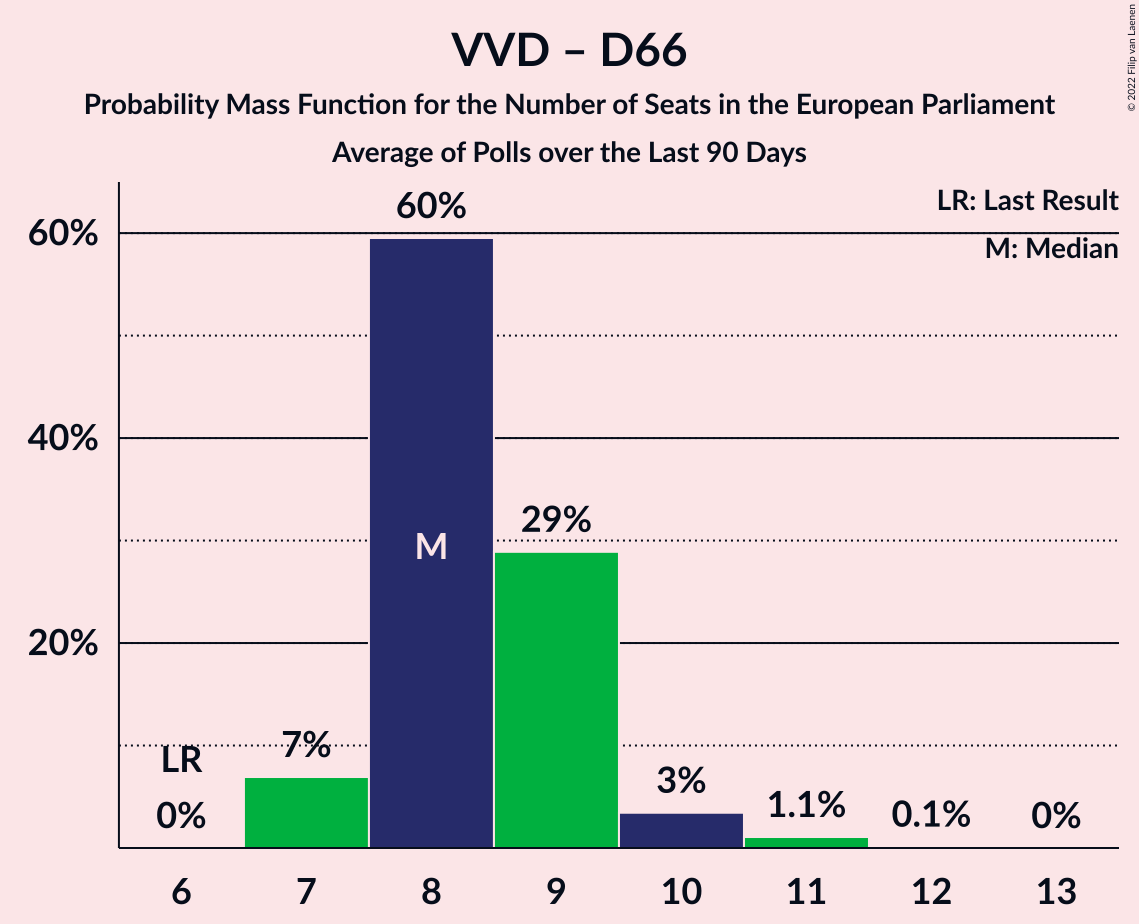 VVD – D66
Probability Mass Function for the Number of Seats in the European Parliament
Average of Polls over the Last 90 Days
© 2022 Filip van Laenen
LR: Last Result
M: Median
60%
40%
20%
LR
0%
7%
60%
M
29%
3%
1.1%
0.1%
0%
6 7 8 9 10 11 12 13